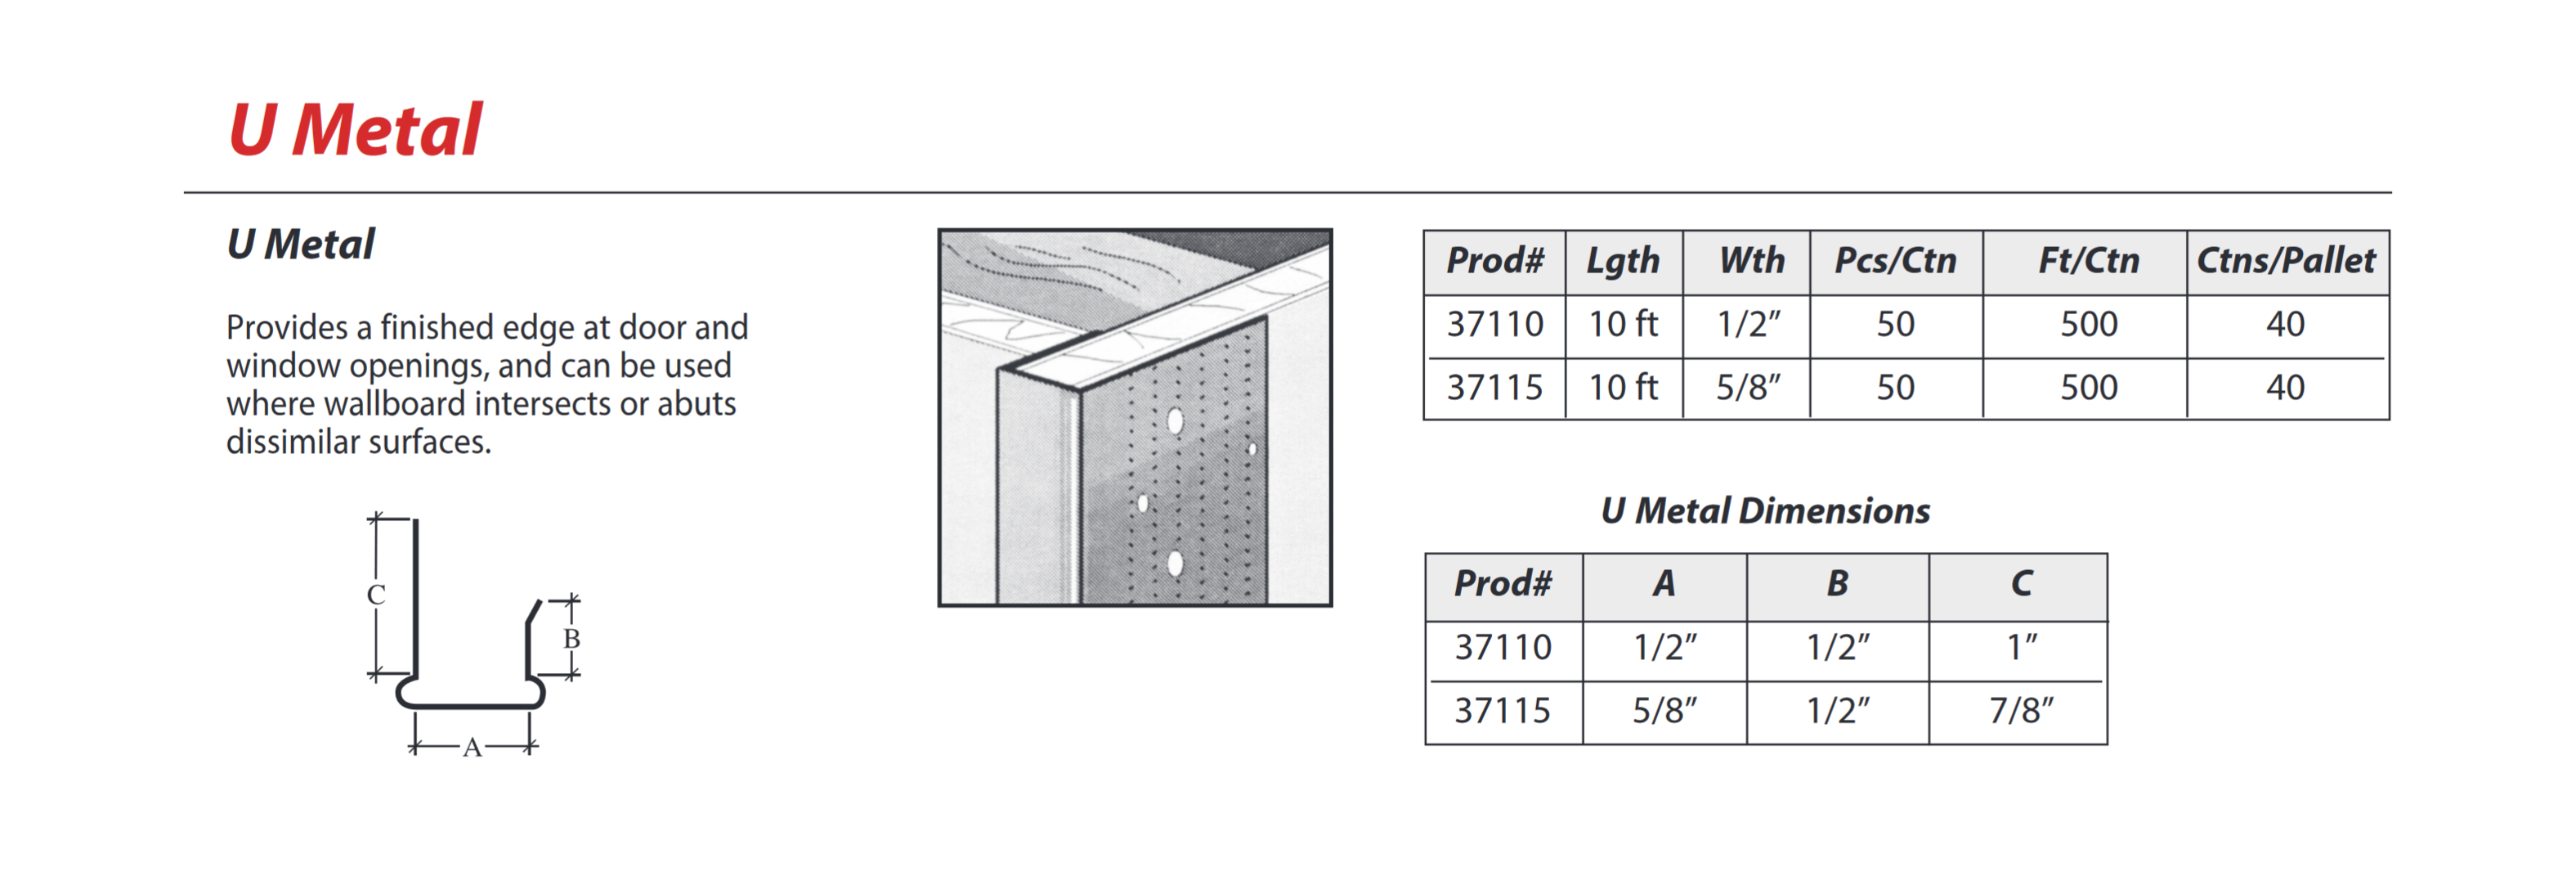 U Metal
U Metal
Provides a finished edge at door and
window openings, and can be used
where wallboard intersects or abuts
dissimilar surfaces.
C
B
A
Prod# Lgth Wth Pcs/Ctn Ft/Ctn Ctns/Pallet
37110 10 ft 1/2” 50 500 40
37115 10 ft 5/8” 50 500 40
U Metal Dimensions
Prod# A B C
37110 1/2” 1/2” 1”
37115 5/8” 1/2” 7/8”